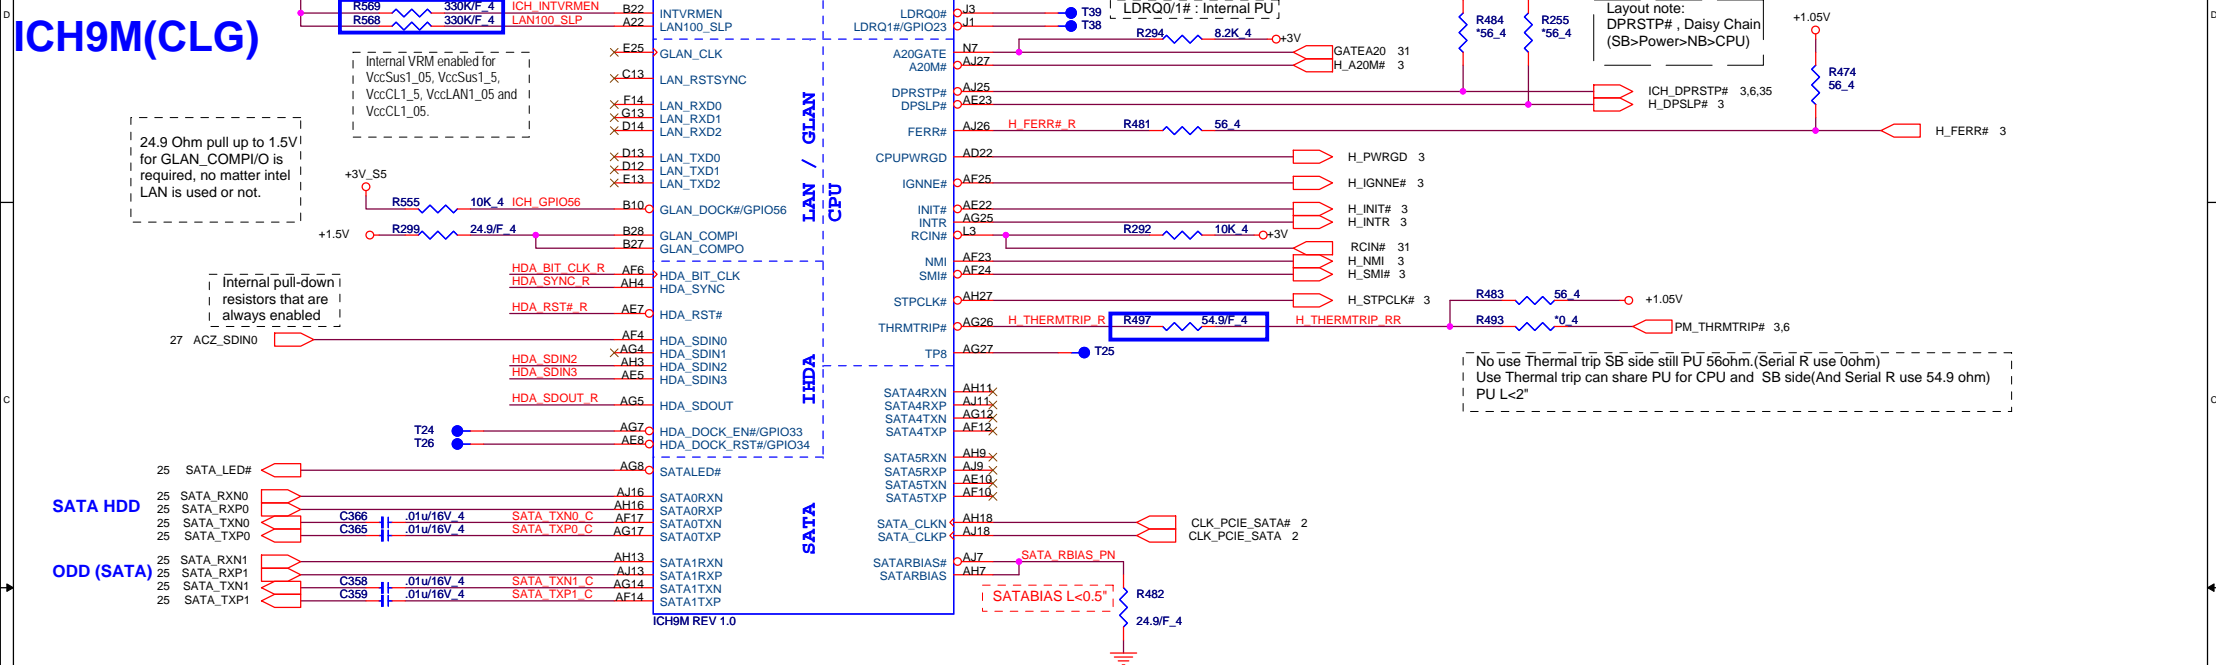 ICH9M(CLG)
R569 330K/F_4 ICH_INTVRMEN B22 INTVRMEN
R568 330K/F_4 LAN100_SLP A22 LAN100_SLP
E25 GLAN_CLK
C13 LAN_RSTSYNC
F14 LAN_RXD0
G13 LAN_RXD1
D14 LAN_RXD2
D13 LAN_TXD0
D12 LAN_TXD1
E13 LAN_TXD2
Internal VRM enabled for
VccSus1_05, VccSus1_5,
VccCL1_5, VccLAN1_05 and
VccCL1_05.
24.9 Ohm pull up to 1.5V
for GLAN_COMPI/O is
required, no matter intel
LAN is used or not.
+3V_S5
R555 10K_4 ICH_GPIO56 B10 GLAN_DOCK#/GPIO56
+1.5V R299 24.9/F_4 B28 GLAN_COMPI
B27 GLAN_COMPO
HDA_BIT_CLK_R AF6 HDA_BIT_CLK
HDA_SYNC_R AH4 HDA_SYNC
HDA_RST#_R AE7 HDA_RST#
Internal pull-down
resistors that are
always enabled
27 ACZ_SDIN0 AF4 HDA_SDIN0
AG4 HDA_SDIN1
HDA_SDIN2 AH3 HDA_SDIN2
HDA_SDIN3 AE5 HDA_SDIN3
HDA_SDOUT_R AG5 HDA_SDOUT
T24 AG7 HDA_DOCK_EN#/GPIO33
T26 AE8 HDA_DOCK_RST#/GPIO34
25 SATA_LED# AG8 SATALED#
SATA HDD
25 SATA_RXN0 AJ16 SATA0RXN
25 SATA_RXP0 AH16 SATA0RXP
25 SATA_TXN0 C366 .01u/16V_4 SATA_TXN0_C AF17 SATA0TXN
25 SATA_TXP0 C365 .01u/16V_4 SATA_TXP0_C AG17 SATA0TXP
ODD (SATA)
25 SATA_RXN1 AH13 SATA1RXN
25 SATA_RXP1 AJ13 SATA1RXP
25 SATA_TXN1 C358 .01u/16V_4 SATA_TXN1_C AG14 SATA1TXN
25 SATA_TXP1 C359 .01u/16V_4 SATA_TXP1_C AF14 SATA1TXP
ICH9M REV 1.0
LAN / GLAN
CPU
IHDA
SATA
LDRQ0# J3 T39
LDRQ1#/GPIO23 J1 T38
LDRQ0/1# : Internal PU
A20GATE N7 R294 8.2K_4 +3V
GATEA20 31
A20M# AJ27 H_A20M# 3
DPRSTP# AJ25 ICH_DPRSTP# 3,6,35
DPSLP# AE23 H_DPSLP# 3
R484
*56_4
R255
*56_4
Layout note:
DPRSTP# , Daisy Chain
(SB>Power>NB>CPU)
+1.05V
R474
56_4
FERR# AJ26 H_FERR#_R R481 56_4 H_FERR# 3
CPUPWRGD AD22 H_PWRGD 3
IGNNE# AF25 H_IGNNE# 3
INIT# AE22 H_INIT# 3
INTR AG25 H_INTR 3
RCIN# L3 R292 10K_4 +3V
RCIN# 31
NMI AF23 H_NMI 3
SMI# AF24 H_SMI# 3
STPCLK# AH27 H_STPCLK# 3
R483 56_4 +1.05V
THRMTRIP# AG26 H_THERMTRIP_R R497 54.9/F_4 H_THERMTRIP_RR R493 *0_4 PM_THRMTRIP# 3,6
TP8 AG27 T25
No use Thermal trip SB side still PU 56ohm.(Serial R use 0ohm)
Use Thermal trip can share PU for CPU and SB side(And Serial R use 54.9 ohm)
PU L<2"
SATA4RXN AH11
SATA4RXP AJ11
SATA4TXN AG12
SATA4TXP AF12
SATA5RXN AH9
SATA5RXP AJ9
SATA5TXN AE10
SATA5TXP AF10
SATA_CLKN AH18 CLK_PCIE_SATA# 2
SATA_CLKP AJ18 CLK_PCIE_SATA 2
SATARBIAS# AJ7 SATA_RBIAS_PN
SATARBIAS AH7
SATABIAS L<0.5"
R482
24.9/F_4
D
C
D
C